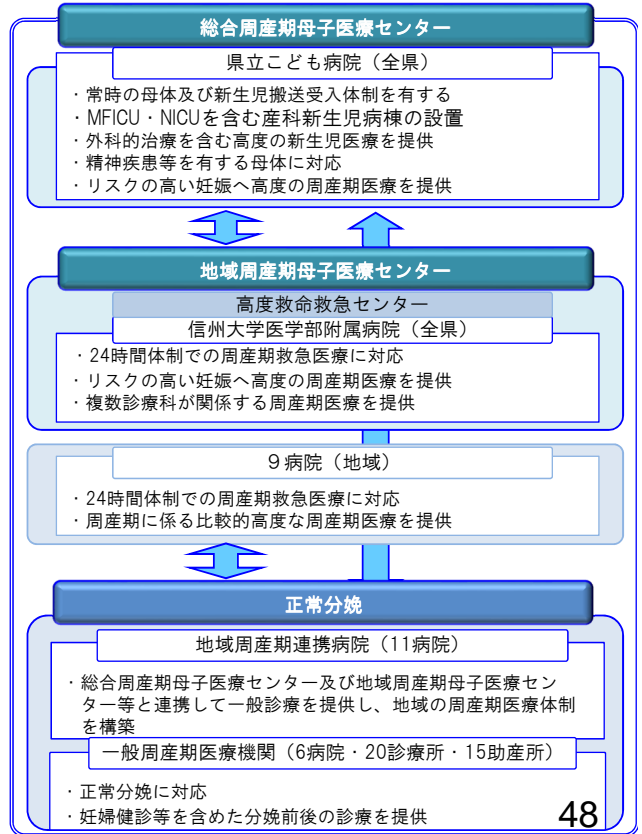 総合周産期母子医療センター
県立こども病院（全県）
・常時の母体及び新生児搬送受入体制を有する
・MFICU・NICUを含む産科新生児病棟の設置
・外科的治療を含む高度の新生児医療を提供
・精神疾患等を有する母体に対応
・リスクの高い妊娠へ高度の周産期医療を提供
地域周産期母子医療センター
高度救命救急センター
信州大学医学部附属病院（全県）
・24時間体制での周産期救急医療に対応
・リスクの高い妊娠へ高度の周産期医療を提供
・複数診療科が関係する周産期医療を提供
９病院（地域）
・24時間体制での周産期救急医療に対応
・周産期に係る比較的高度な周産期医療を提供
正常分娩
地域周産期連携病院（11病院）
・総合周産期母子医療センター及び地域周産期母子医療セン
ター等と連携して一般診療を提供し、地域の周産期医療体制
を構築
一般周産期医療機関（6病院・20診療所・15助産所）
・正常分娩に対応
・妊婦健診等を含めた分娩前後の診療を提供
48